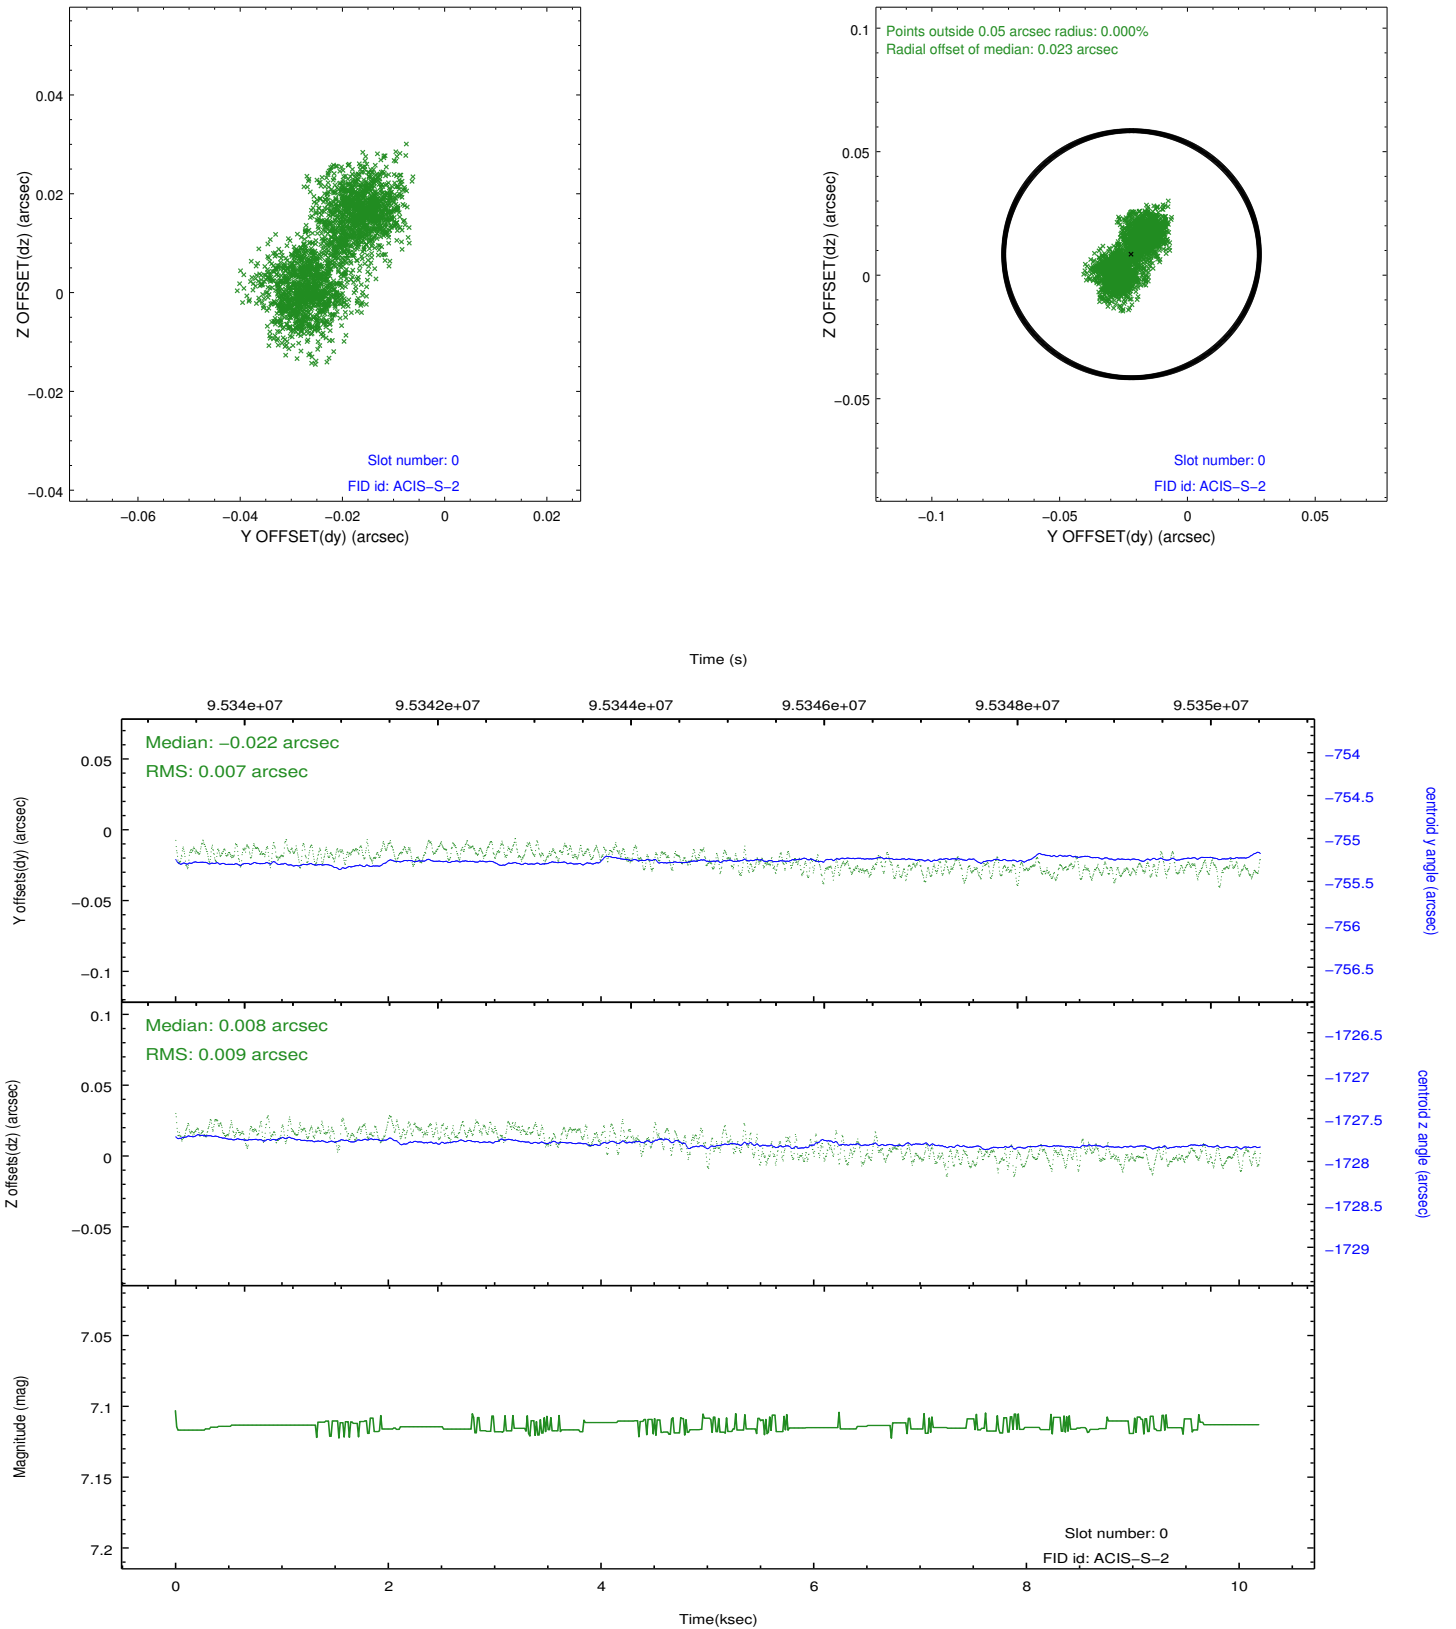 0.04
0.02
0
−0.02
−0.04
Z OFFSET(dz) (arcsec)
Slot number: 0
FID id: ACIS−S−2
−0.06
−0.04
−0.02
0
0.02
Y OFFSET(dy) (arcsec)
Points outside 0.05 arcsec radius: 0.000%
Radial offset of median: 0.023 arcsec
0.1
0.05
0
−0.05
Z OFFSET(dz) (arcsec)
Slot number: 0
FID id: ACIS−S−2
−0.1
−0.05
0
0.05
Y OFFSET(dy) (arcsec)
Time (s)
9.534e+07
9.5342e+07
9.5344e+07
9.5346e+07
9.5348e+07
9.535e+07
Median: −0.022 arcsec
RMS: 0.007 arcsec
0.05
0
−0.05
−0.1
Y offsets(dy) (arcsec)
−754
−754.5
−755
−755.5
−756
−756.5
centroid y angle (arcsec)
Median: 0.008 arcsec
RMS: 0.009 arcsec
0.1
0.05
0
−0.05
Z offsets(dz) (arcsec)
−1726.5
−1727
−1727.5
−1728
−1728.5
−1729
centroid z angle (arcsec)
7.05
7.1
7.15
7.2
Magnitude (mag)
Slot number: 0
FID id: ACIS−S−2
0
2
4
6
8
10
Time(ksec)